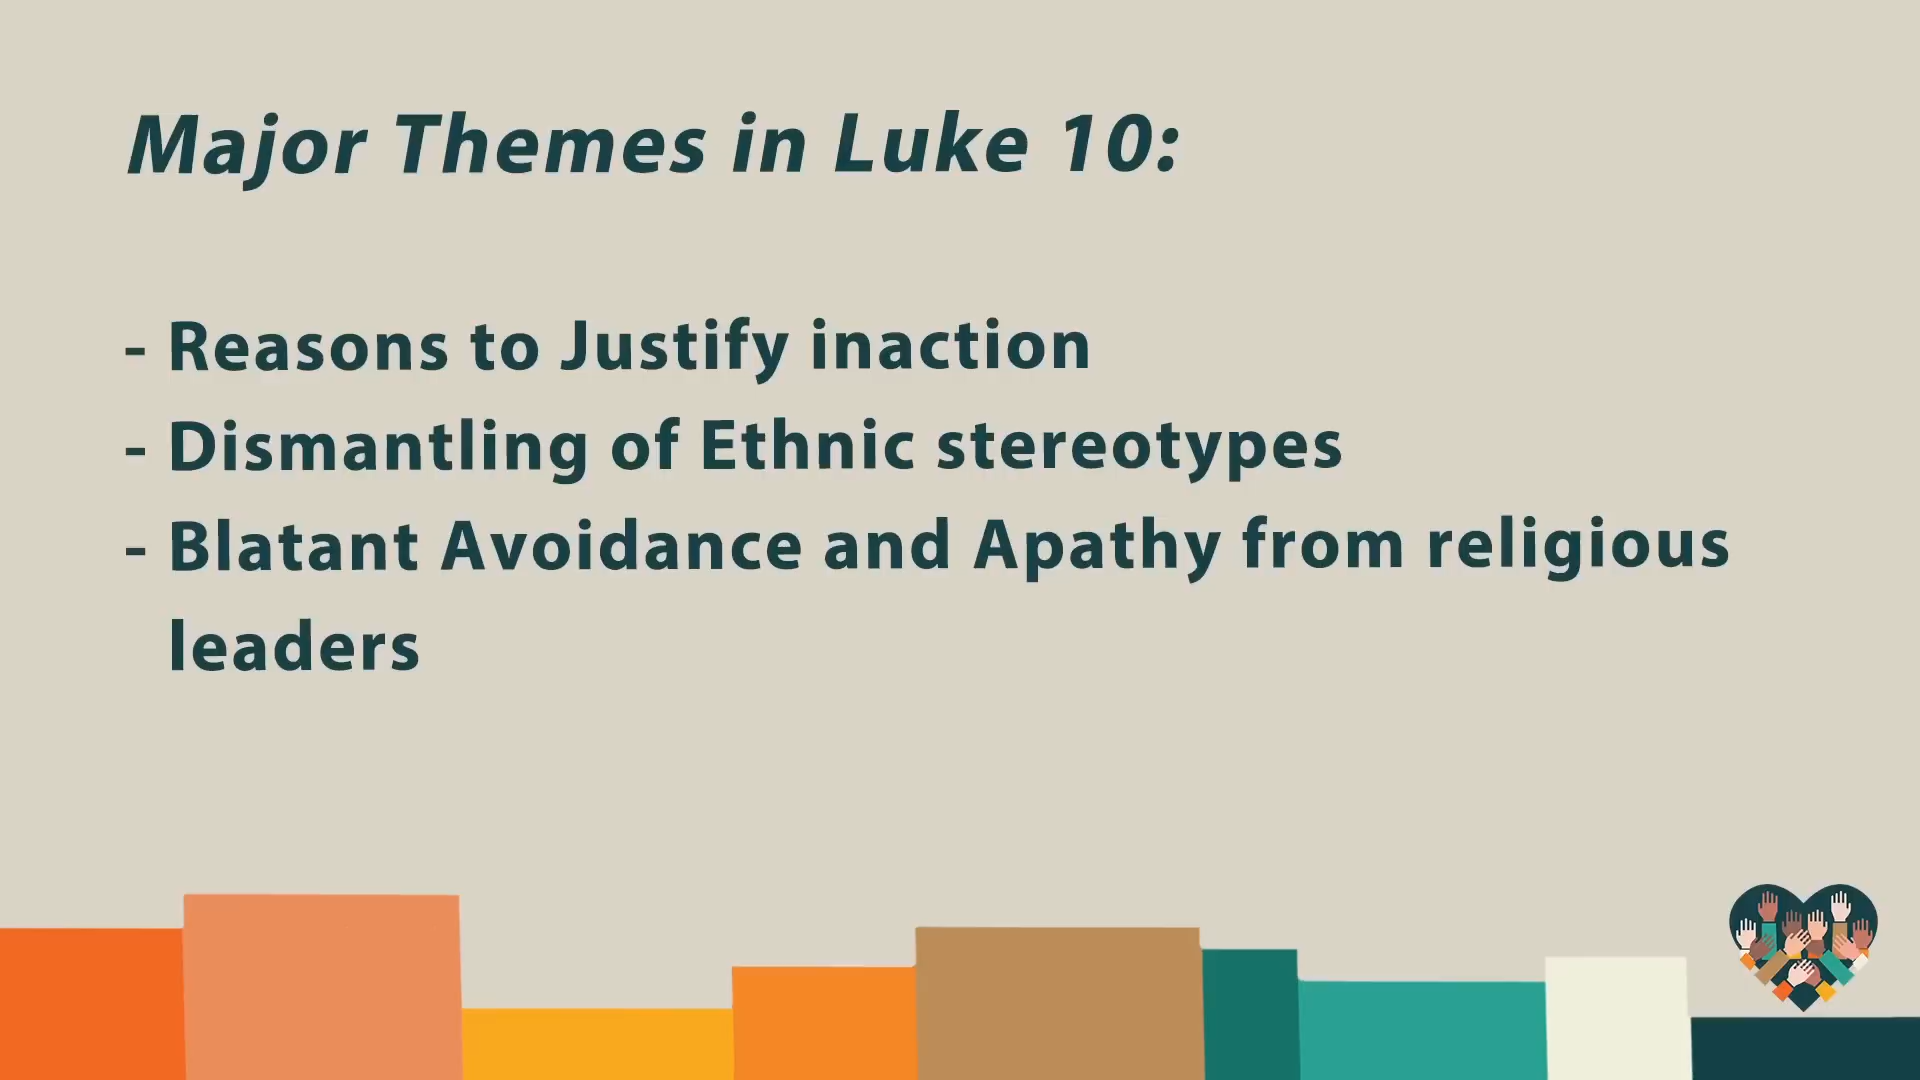 Major Themes in Luke 10:
- Reasons to Justify inaction
- Dismantling of Ethnic stereotypes
- Blatant Avoidance and Apathy from religious
leaders